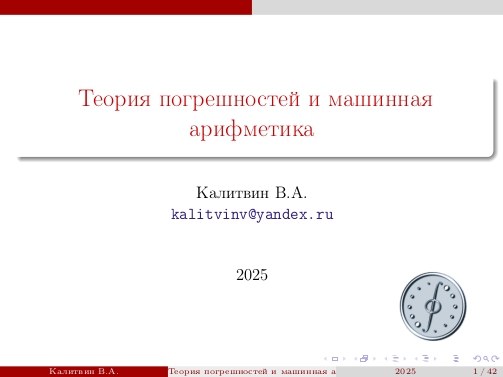 Теория погрешностей и машинная
арифметика
Калитвин В.А.
kalitvinv@yandex.ru
2025
Калитвин В.А. Теория погрешностей и машинная а 2025 1 / 42